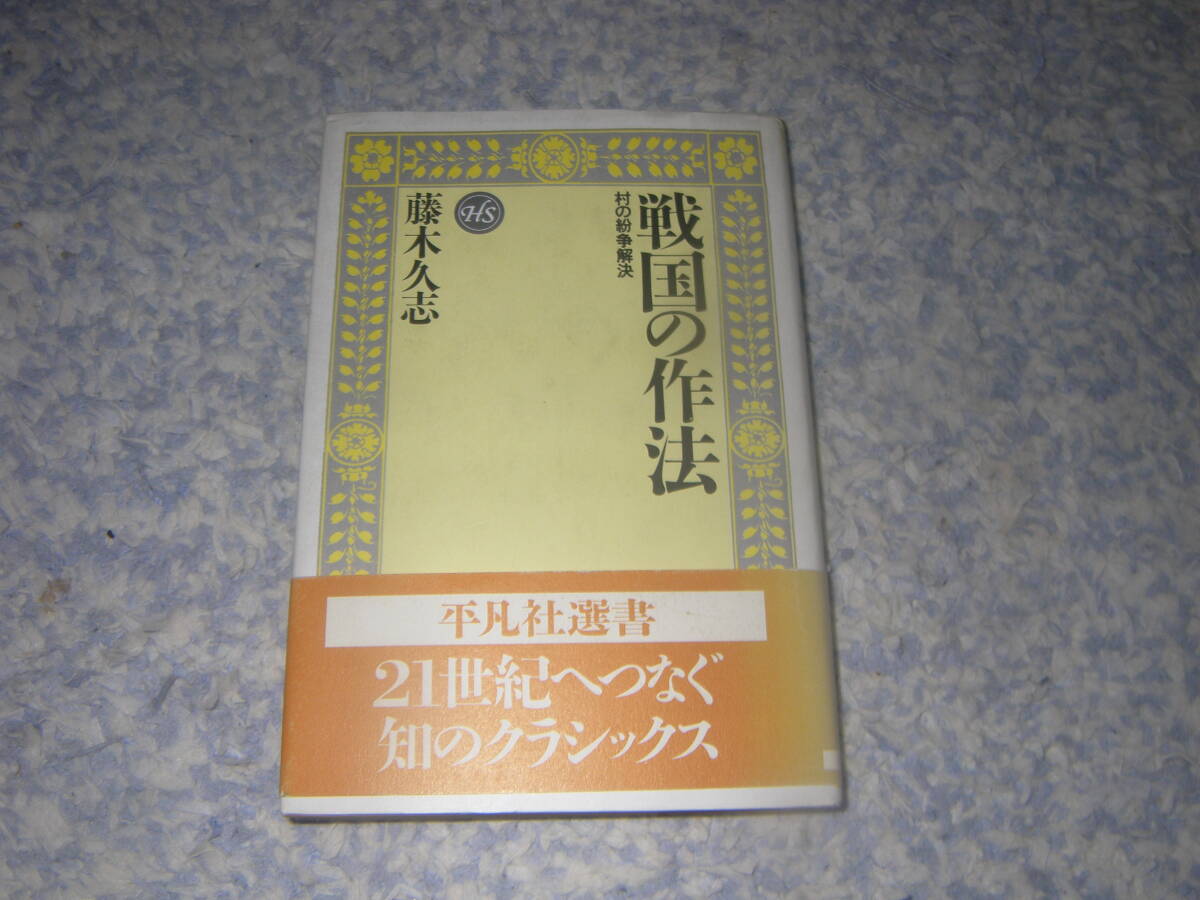 戦国の作法
村の紛争解決
HS
藤木久志
平凡社選書
21世紀へつなぐ
知のクラシックス